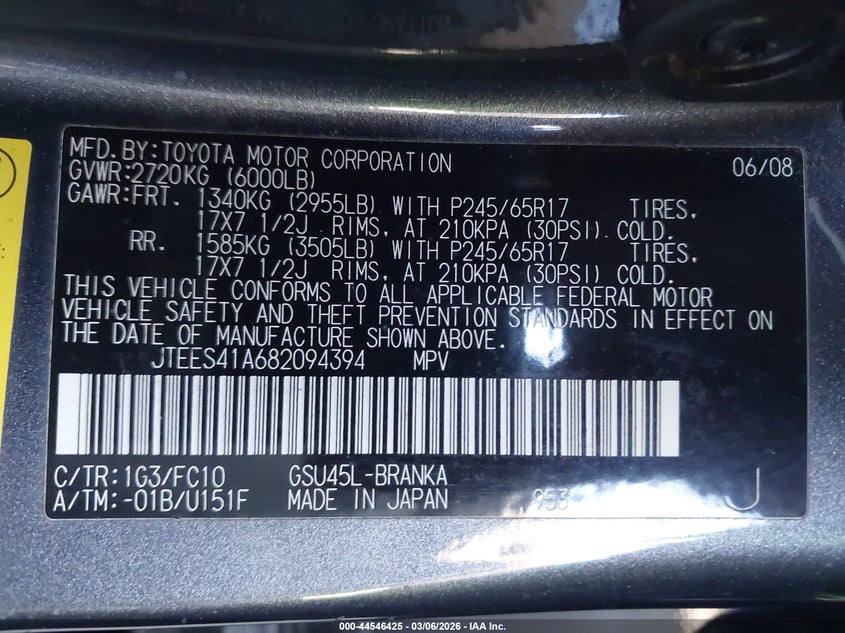 MFD.BY:TOYOTA MOTOR CORPORATION 06/08
GVWR:2720KG (6000LB)
GAWR:FRT. 1340KG (2955LB) WITH P245/65R17 TIRES,
17X7 1/2J RIMS, AT 210KPA (30PSI) COLD.
RR. 1585KG (3505LB) WITH P245/65R17 TIRES,
17X7 1/2J RIMS, AT 210KPA (30PSI) COLD.
THIS VEHICLE CONFORMS TO ALL APPLICABLE FEDERAL MOTOR
VEHICLE SAFETY AND THEFT PREVENTION STANDARDS IN EFFECT ON
THE DATE OF MANUFACTURE SHOWN ABOVE.
JTEES41A682094394 MPV
C/TR:1G3/FC10 GSU45L-BRANKA
A/TM:-01B/U151F MADE IN JAPAN 953 J
000-44546425 - 03/06/2026 - IAA Inc.